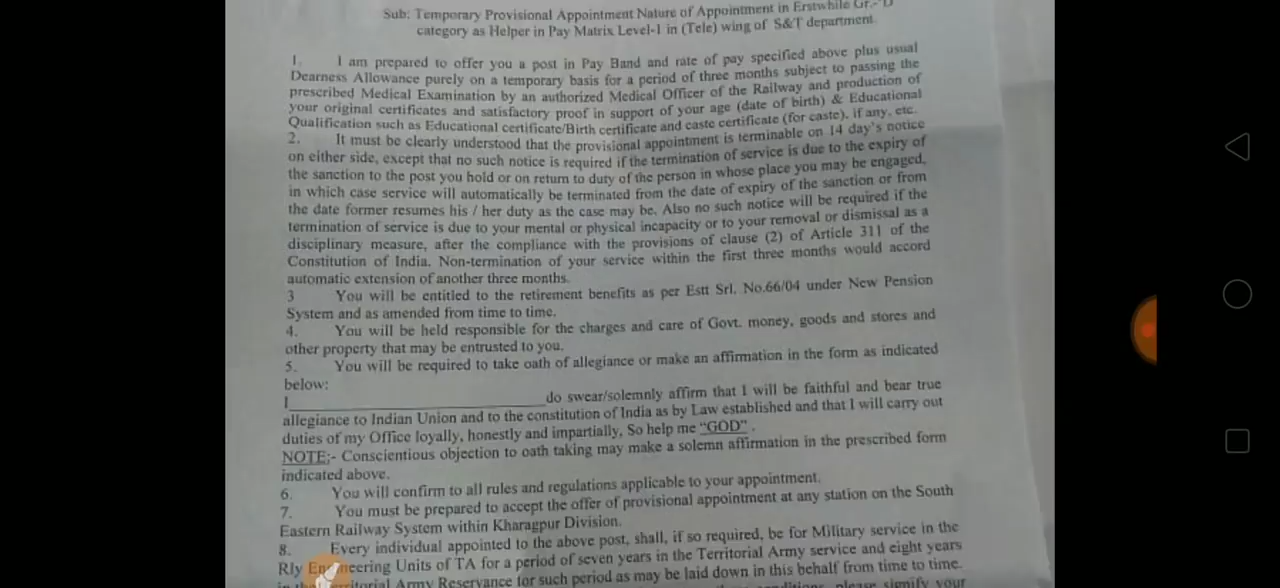 Sub: Temporary Provisional Appointment Nature of Appointment in Erstwhile Gr.-'D'
category as Helper in Pay Matrix Level-1 in (Tele) wing of S&T department.
1. I am prepared to offer you a post in Pay Band and rate of pay specified above plus usual
Dearness Allowance purely on a temporary basis for a period of three months subject to passing the
prescribed Medical Examination by an authorized Medical Officer of the Railway and production of
your original certificates and satisfactory proof in support of your age (date of birth) & Educational
Qualification such as Educational certificate/Birth certificate and caste certificate (for caste), if any, etc.
2. It must be clearly understood that the provisional appointment is terminable on 14 day's notice
on either side, except that no such notice is required if the termination of service is due to the expiry of
the sanction to the post you hold or on return to duty of the person in whose place you may be engaged,
in which case service will automatically be terminated from the date of expiry of the sanction or from
the date former resumes his / her duty as the case may be. Also no such notice will be required if the
termination of service is due to your mental or physical incapacity or to your removal or dismissal as a
disciplinary measure, after the compliance with the provisions of clause (2) of Article 311 of the
Constitution of India. Non-termination of your service within the first three months would accord
automatic extension of another three months.
3 You will be entitled to the retirement benefits as per Estt Srl. No.66/04 under New Pension
System and as amended from time to time.
4. You will be held responsible for the charges and care of Govt. money, goods and stores and
other property that may be entrusted to you.
5. You will be required to take oath of allegiance or make an affirmation in the form as indicated
below:
I____________________________do swear/solemnly affirm that I will be faithful and bear true
allegiance to Indian Union and to the constitution of India as by Law established and that I will carry out
duties of my Office loyally, honestly and impartially, So help me "GOD".
NOTE:- Conscientious objection to oath taking may make a solemn affirmation in the prescribed form
indicated above.
6. You will confirm to all rules and regulations applicable to your appointment.
7. You must be prepared to accept the offer of provisional appointment at any station on the South
Eastern Railway System within Kharagpur Division.
8. Every individual appointed to the above post, shall, if so required, be for Military service in the
Rly Engineering Units of TA for a period of seven years in the Territorial Army service and eight years
Territorial Army Reservance for such period as may be laid down in this behalf from time to time.
conditions, please signify your